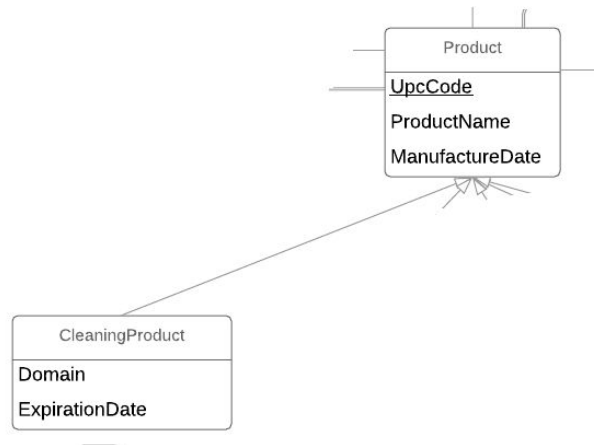 Product
UpcCode
ProductName
ManufactureDate
CleaningProduct
Domain
ExpirationDate